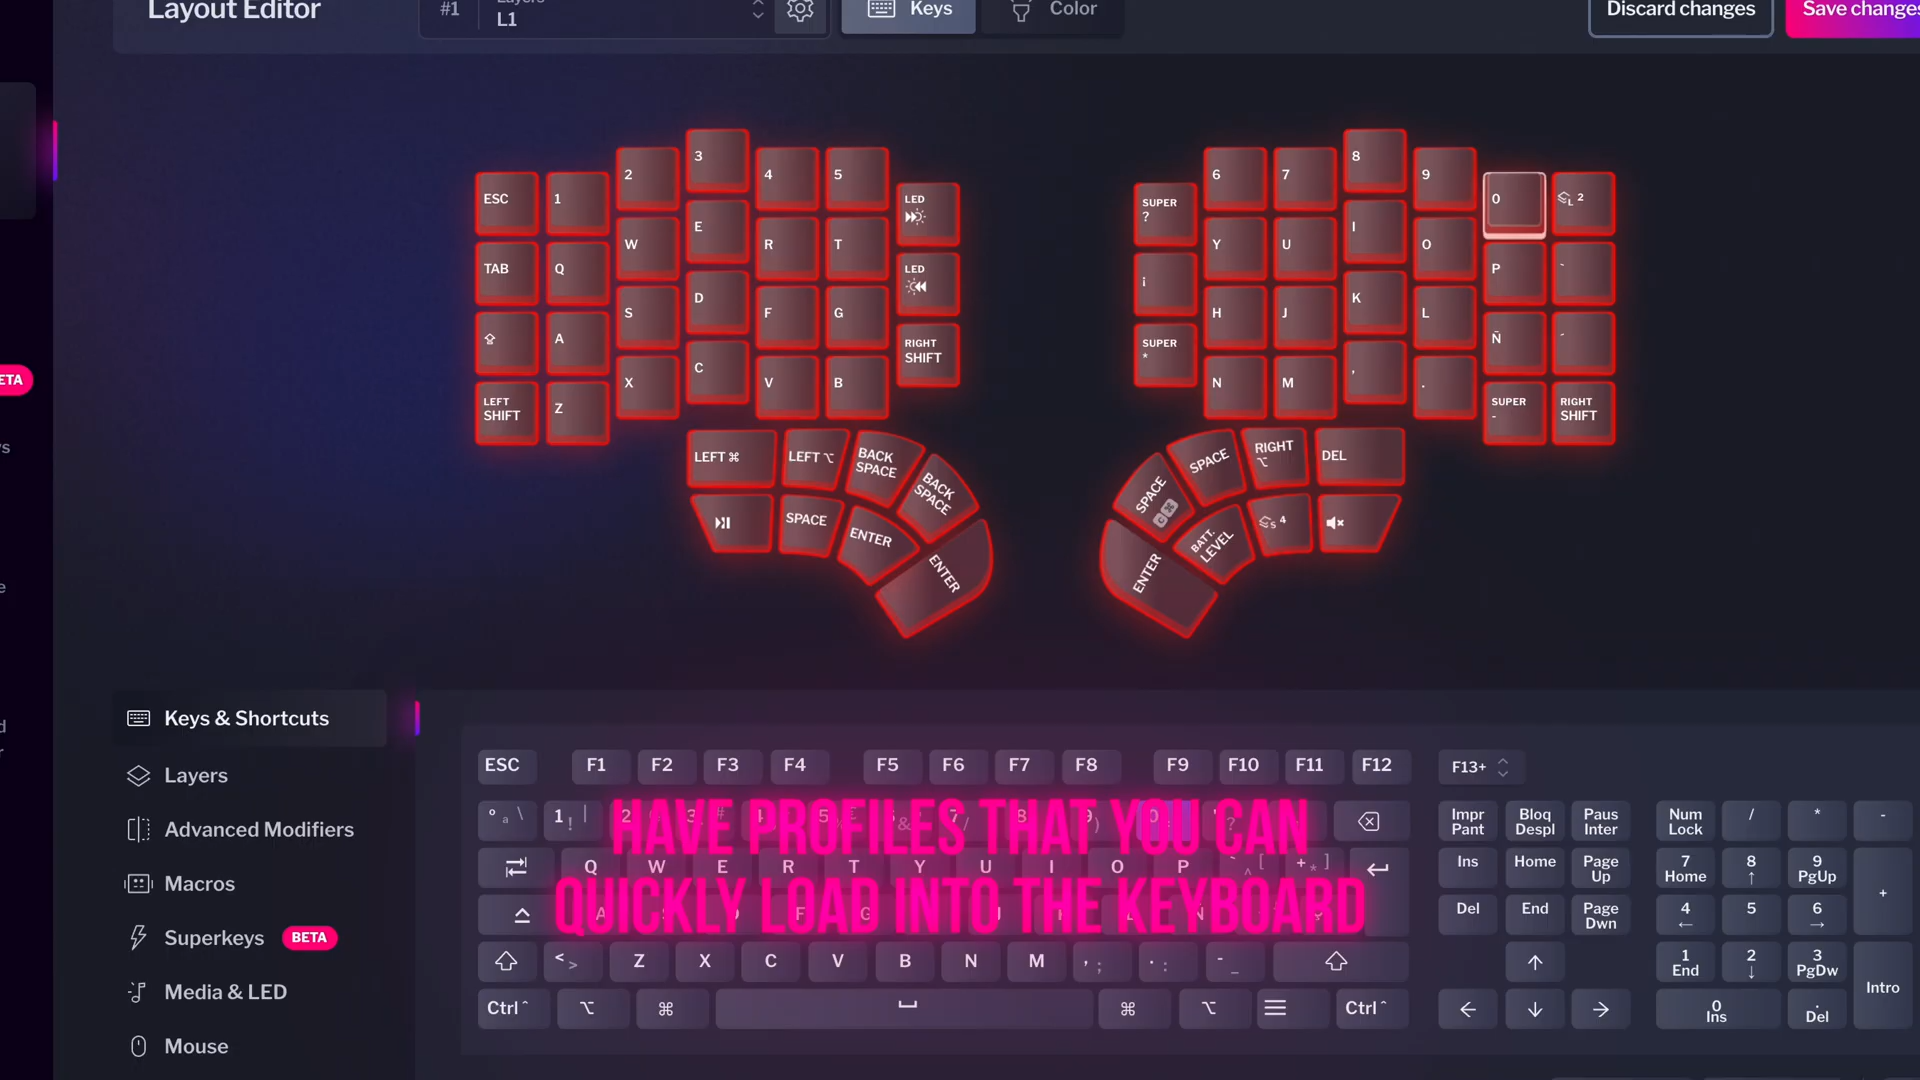 Layout Editor
#1
L1
Keys
Color
Discard changes
Save changes
ESC
1
2
3
4
5
LED
TAB
Q
W
E
R
T
LED
A
S
D
F
G
RIGHT
SHIFT
LEFT
SHIFT
Z
X
C
V
B
LEFT ⌘
LEFT ⌥
BACK
SPACE
BACK
SPACE
SPACE
ENTER
ENTER
SUPER
?
6
7
8
9
0
L 2
¡
Y
U
I
O
P
`
SUPER
*
H
J
K
L
Ñ
´
N
M
,
.
SUPER
-
RIGHT
SHIFT
SPACE
SPACE
RIGHT
⌥
DEL
ENTER
BATT.
LEVEL
S 4
ETA
Keys & Shortcuts
Layers
Advanced Modifiers
Macros
Superkeys
BETA
Media & LED
Mouse
ESC
F1
F2
F3
F4
F5
F6
F7
F8
F9
F10
F11
F12
F13+
HAVE PROFILES THAT YOU CAN
QUICKLY LOAD INTO THE KEYBOARD
º a \
1 ! |
Q
W
E
R
T
Y
U
I
O
P
< >
Z
X
C
V
B
N
M
, ;
. :
- _
Ctrl ^
⌥
⌘
⌘
⌥
Ctrl ^
Impr
Pant
Bloq
Despl
Paus
Inter
Ins
Home
Page
Up
Del
End
Page
Dwn
↑
← ↓ →
Num
Lock
/
*
-
7
Home
8
↑
9
PgUp
+
4
←
5
6
→
1
End
2
↓
3
PgDw
Intro
0
Ins
.
Del